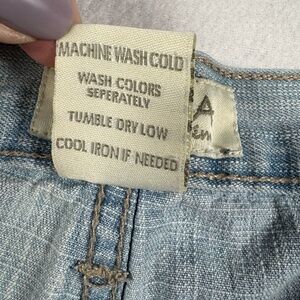 MACHINE WASH COLD
WASH COLORS
SEPERATELY
TUMBLE DRY LOW
COOL IRON IF NEEDED
A